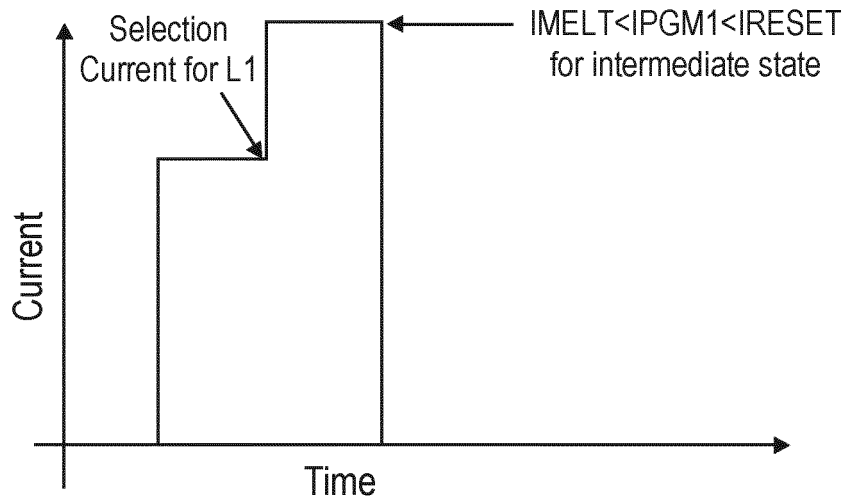 Selection
Current for L1
IMELT<IPGM1<IRESET
for intermediate state
Current
Time